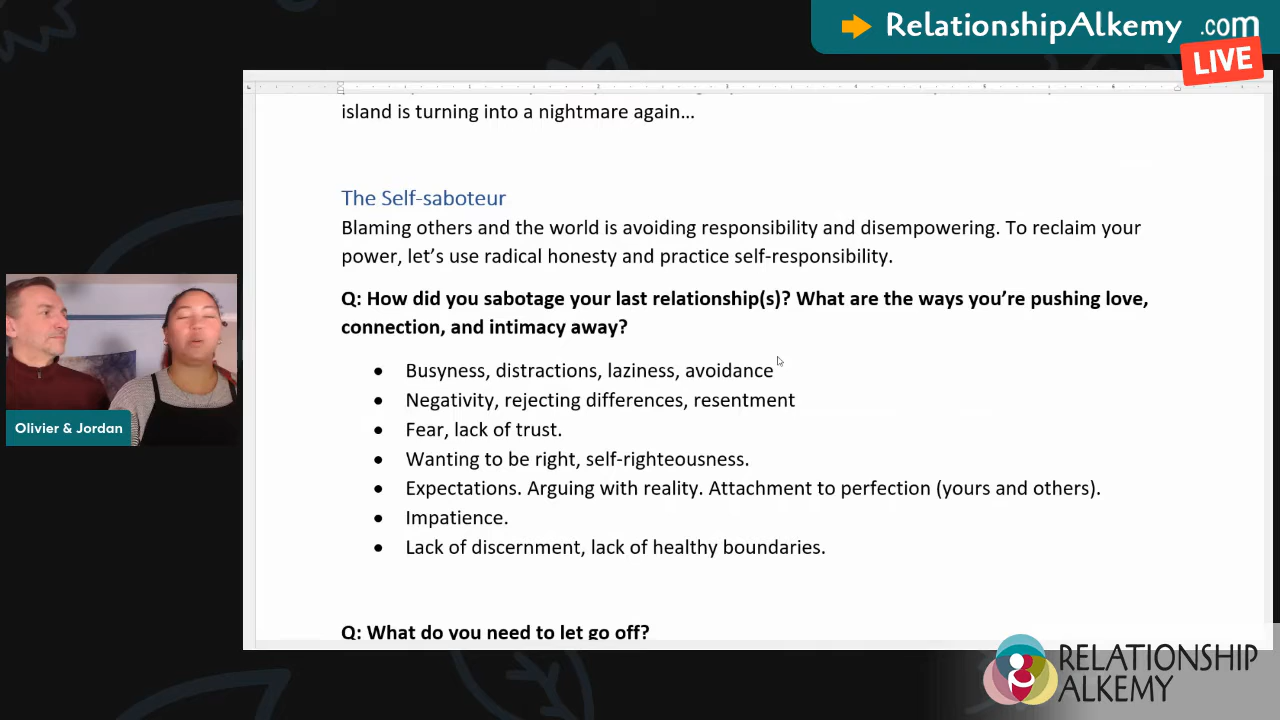 RelationshipAlkemy .com
LIVE
island is turning into a nightmare again...
The Self-saboteur
Blaming others and the world is avoiding responsibility and disempowering. To reclaim your
power, let's use radical honesty and practice self-responsibility.
Q: How did you sabotage your last relationship(s)? What are the ways you're pushing love,
connection, and intimacy away?
• Busyness, distractions, laziness, avoidance
• Negativity, rejecting differences, resentment
• Fear, lack of trust.
• Wanting to be right, self-righteousness.
• Expectations. Arguing with reality. Attachment to perfection (yours and others).
• Impatience.
• Lack of discernment, lack of healthy boundaries.
Q: What do you need to let go off?
Olivier & Jordan
RELATIONSHIP
ALKEMY